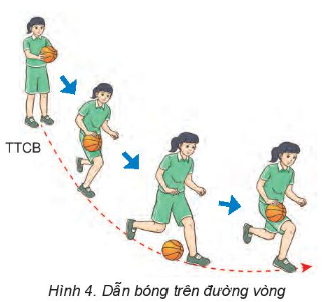 TTCB
Hình 4. Dẫn bóng trên đường vòng